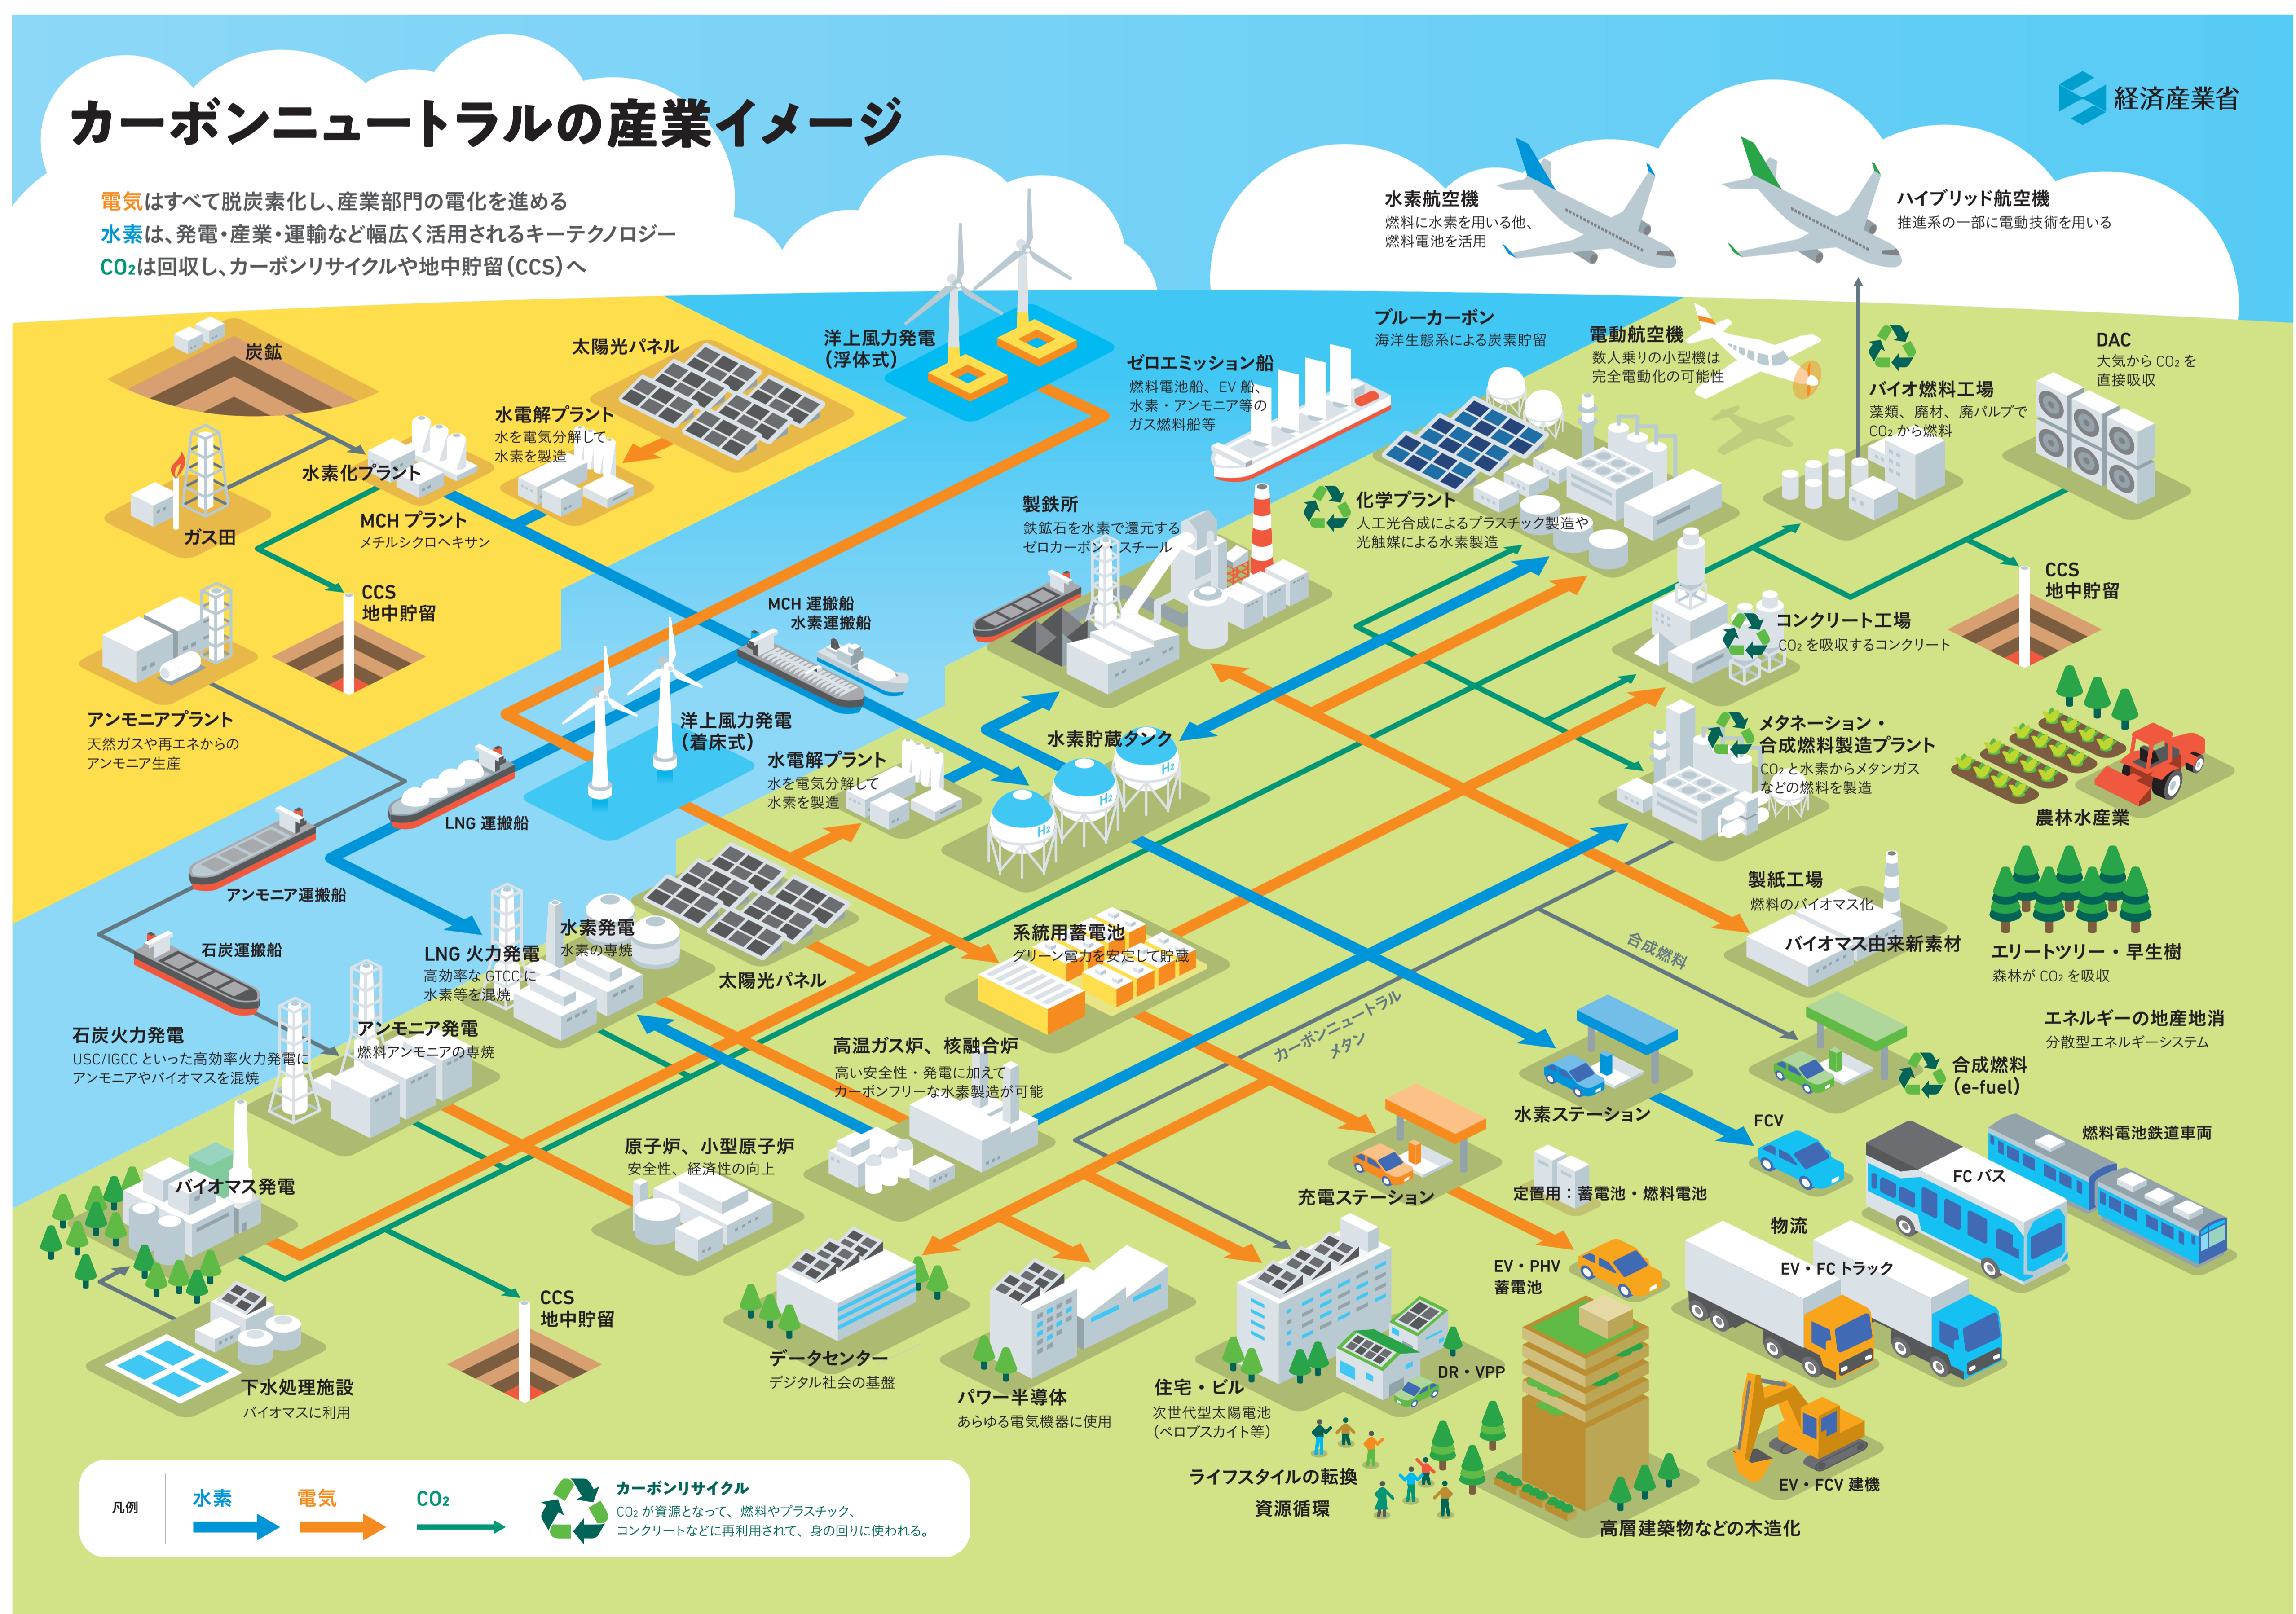 カーボンニュートラルの産業イメージ
経済産業省
電気はすべて脱炭素化し、産業部門の電化を進める
水素は、発電・産業・運輸など幅広く活用されるキーテクノロジー
CO₂は回収し、カーボンリサイクルや地中貯留（CCS）へ
水素航空機
燃料に水素を用いる他、
燃料電池を活用
ハイブリッド航空機
推進系の一部に電動技術を用いる
炭鉱
太陽光パネル
洋上風力発電
（浮体式）
ゼロエミッション船
燃料電池船、EV 船、
水素・アンモニア等の
ガス燃料船等
ブルーカーボン
海洋生態系による炭素貯留
電動航空機
数人乗りの小型機は
完全電動化の可能性
バイオ燃料工場
藻類、廃材、廃パルプで
CO₂ から燃料
DAC
大気から CO₂ を
直接吸収
水電解プラント
水を電気分解して
水素を製造
水素化プラント
MCH プラント
メチルシクロヘキサン
ガス田
CCS
地中貯留
製鉄所
鉄鉱石を水素で還元する
ゼロカーボン・スチール
化学プラント
人工光合成によるプラスチック製造や
光触媒による水素製造
CCS
地中貯留
コンクリート工場
CO₂ を吸収するコンクリート
MCH 運搬船
水素運搬船
アンモニアプラント
天然ガスや再エネからの
アンモニア生産
洋上風力発電
（着床式）
水電解プラント
水を電気分解して
水素を製造
水素貯蔵タンク
H₂
H₂
H₂
メタネーション・
合成燃料製造プラント
CO₂ と水素からメタンガス
などの燃料を製造
農林水産業
LNG 運搬船
アンモニア運搬船
石炭運搬船
LNG 火力発電
高効率な GTCC に
水素等を混焼
水素発電
水素の専焼
太陽光パネル
系統用蓄電池
グリーン電力を安定して貯蔵
製紙工場
燃料のバイオマス化
バイオマス由来新素材
合成燃料
エリートツリー・早生樹
森林が CO₂ を吸収
エネルギーの地産地消
分散型エネルギーシステム
石炭火力発電
USC/IGCC といった高効率火力発電に
アンモニアやバイオマスを混焼
アンモニア発電
燃料アンモニアの専焼
高温ガス炉、核融合炉
高い安全性・発電に加えて
カーボンフリーな水素製造が可能
カーボンニュートラル
メタン
合成燃料
(e-fuel)
水素ステーション
FCV
燃料電池鉄道車両
FC バス
バイオマス発電
原子炉、小型原子炉
安全性、経済性の向上
充電ステーション
定置用：蓄電池・燃料電池
物流
EV・FC トラック
EV・PHV
蓄電池
CCS
地中貯留
下水処理施設
バイオマスに利用
データセンター
デジタル社会の基盤
パワー半導体
あらゆる電気機器に使用
住宅・ビル
次世代型太陽電池
（ペロブスカイト等）
DR・VPP
ライフスタイルの転換
資源循環
高層建築物などの木造化
EV・FCV 建機
凡例
水素
電気
CO₂
カーボンリサイクル
CO₂ が資源となって、燃料やプラスチック、
コンクリートなどに再利用されて、身の回りに使われる。